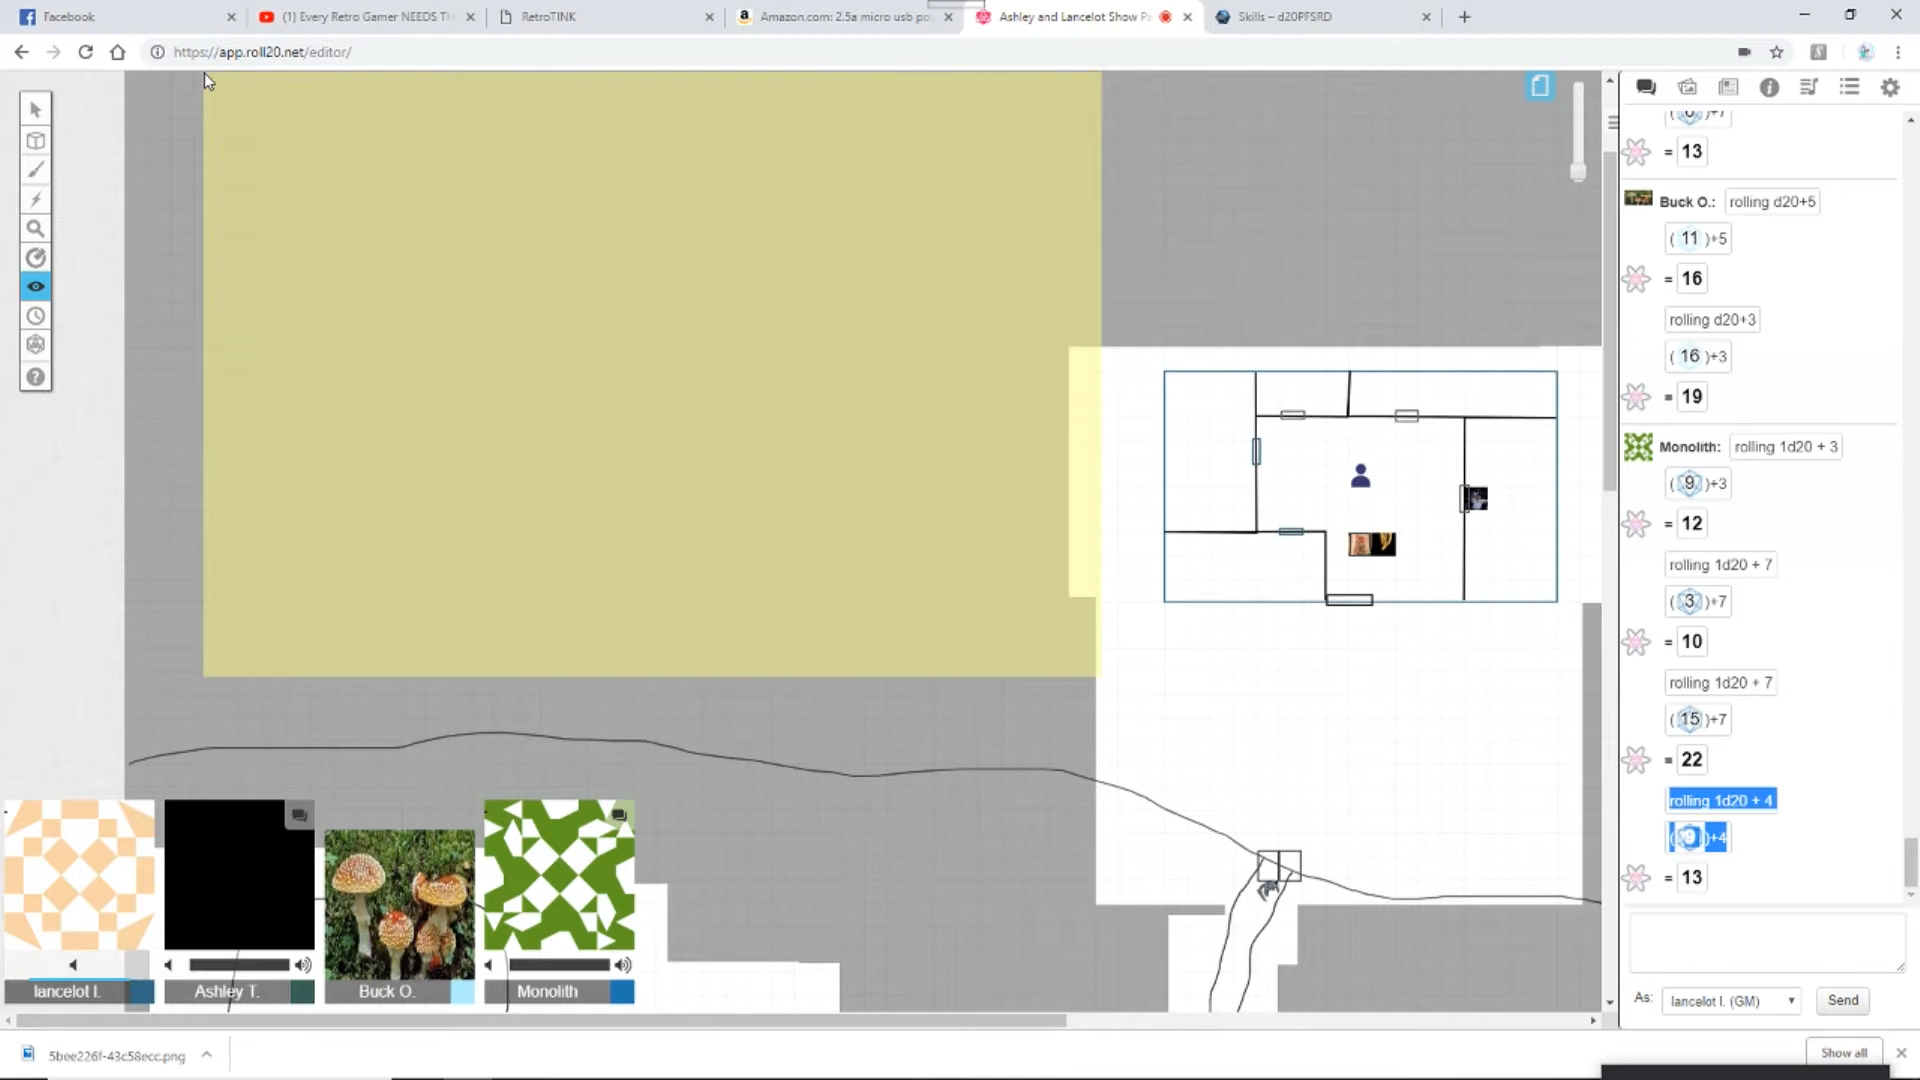 Facebook
(1) Every Retro Gamer NEEDS TH
RetroTINK
Amazon.com: 2.5a micro usb po
Ashley and Lancelot Show Pa
Skills – d20PFSRD
https://app.roll20.net/editor/
)+7
= 13
Buck O.: rolling d20+5
( 11 )+5
= 16
rolling d20+3
( 16 )+3
= 19
Monolith: rolling 1d20 + 3
( 9 )+3
= 12
rolling 1d20 + 7
( 3 )+7
= 10
rolling 1d20 + 7
( 15 )+7
= 22
rolling 1d20 + 4
( 9 )+4
= 13
lancelot l.
Ashley T.
Buck O.
Monolith
As: lancelot l. (GM) Send
5bee226f-43c58ecc.png
Show all